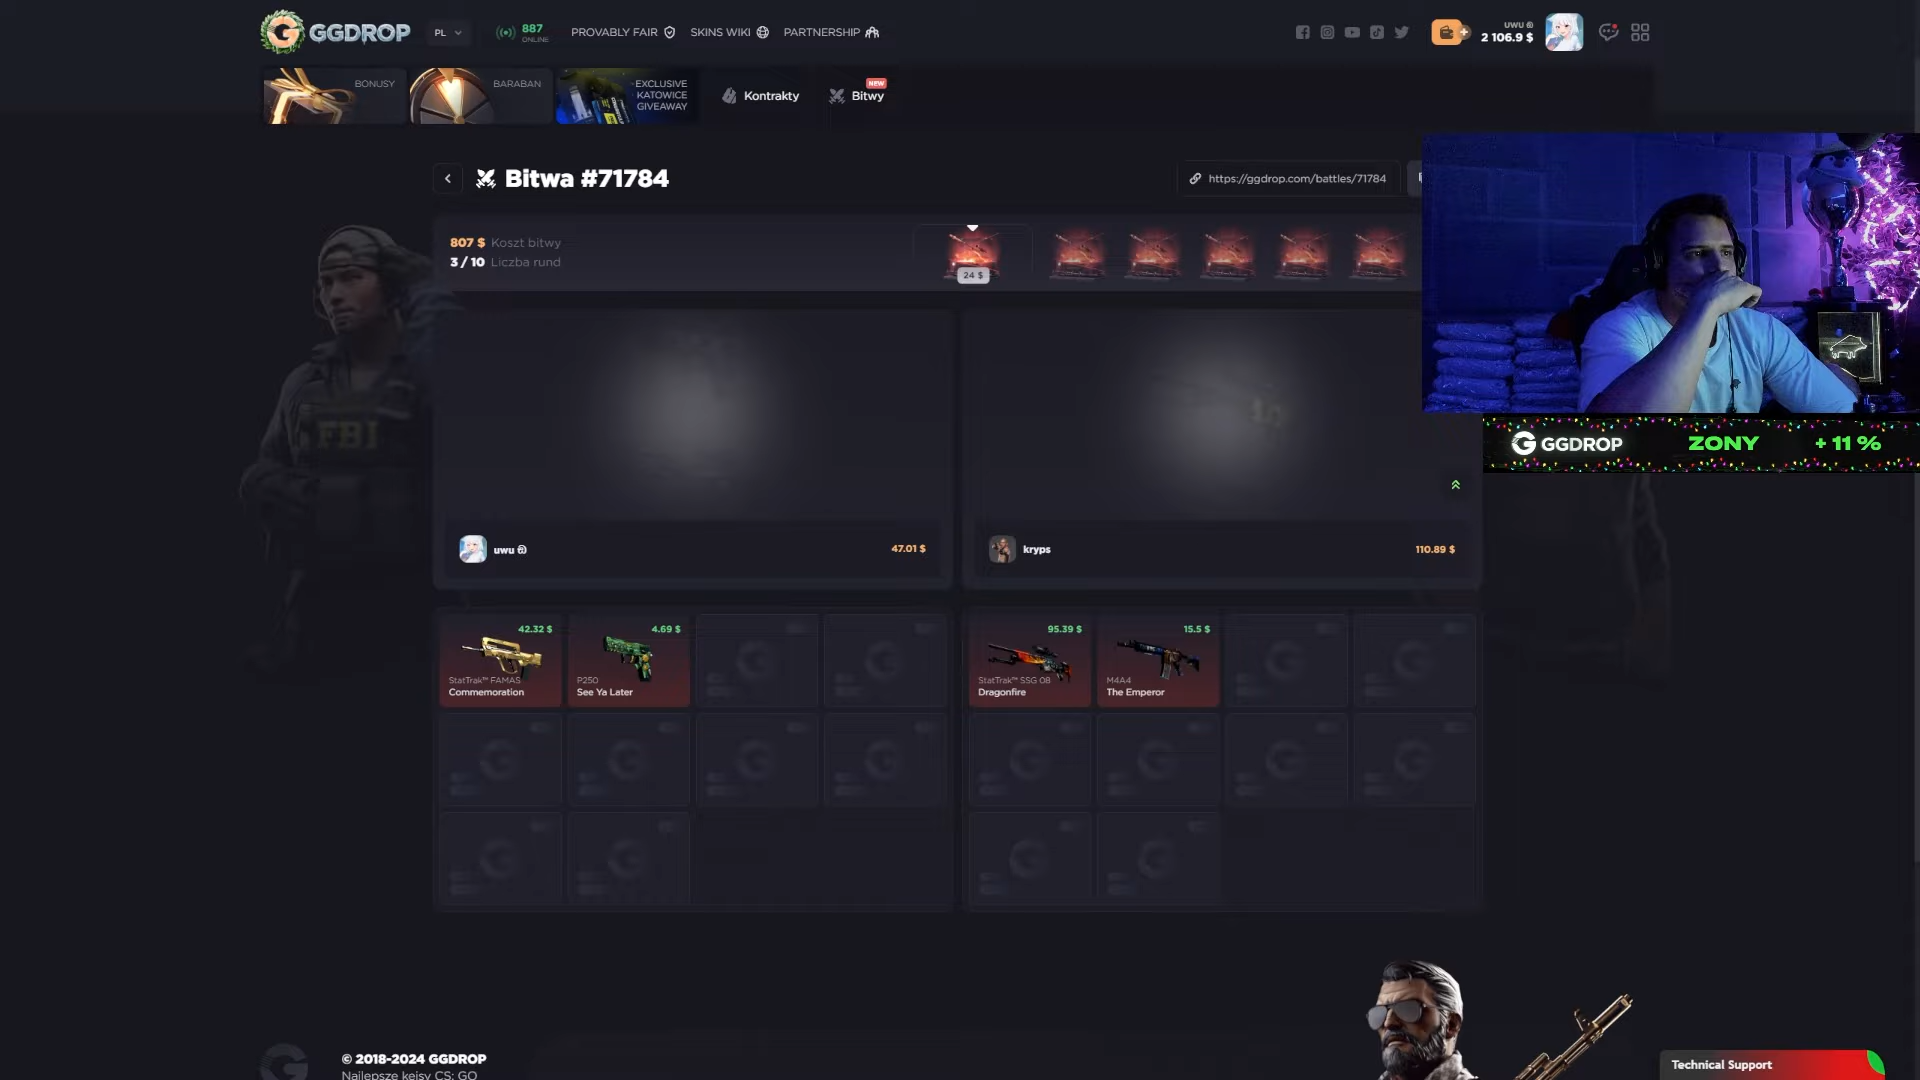 GGDROP
PL
887
ONLINE
PROVABLY FAIR
SKINS WIKI
PARTNERSHIP
UWU
2 106.9 $
BONUSY
BARABAN
EXCLUSIVE
KATOWICE
GIVEAWAY
Kontrakty
NEW
Bitwy
Bitwa #71784
https://ggdrop.com/battles/71784
807 $ Koszt bitwy
3 / 10 Liczba rund
24 $
FBI
GGDROP
ZONY
+ 11 %
uwu
47.01 $
kryps
110.89 $
42.32 $
StatTrak™ FAMAS
Commemoration
4.69 $
P250
See Ya Later
95.39 $
StatTrak™ SSG 08
Dragonfire
15.5 $
M4A4
The Emperor
© 2018-2024 GGDROP
Najlepsze kejsy CS: GO
Technical Support